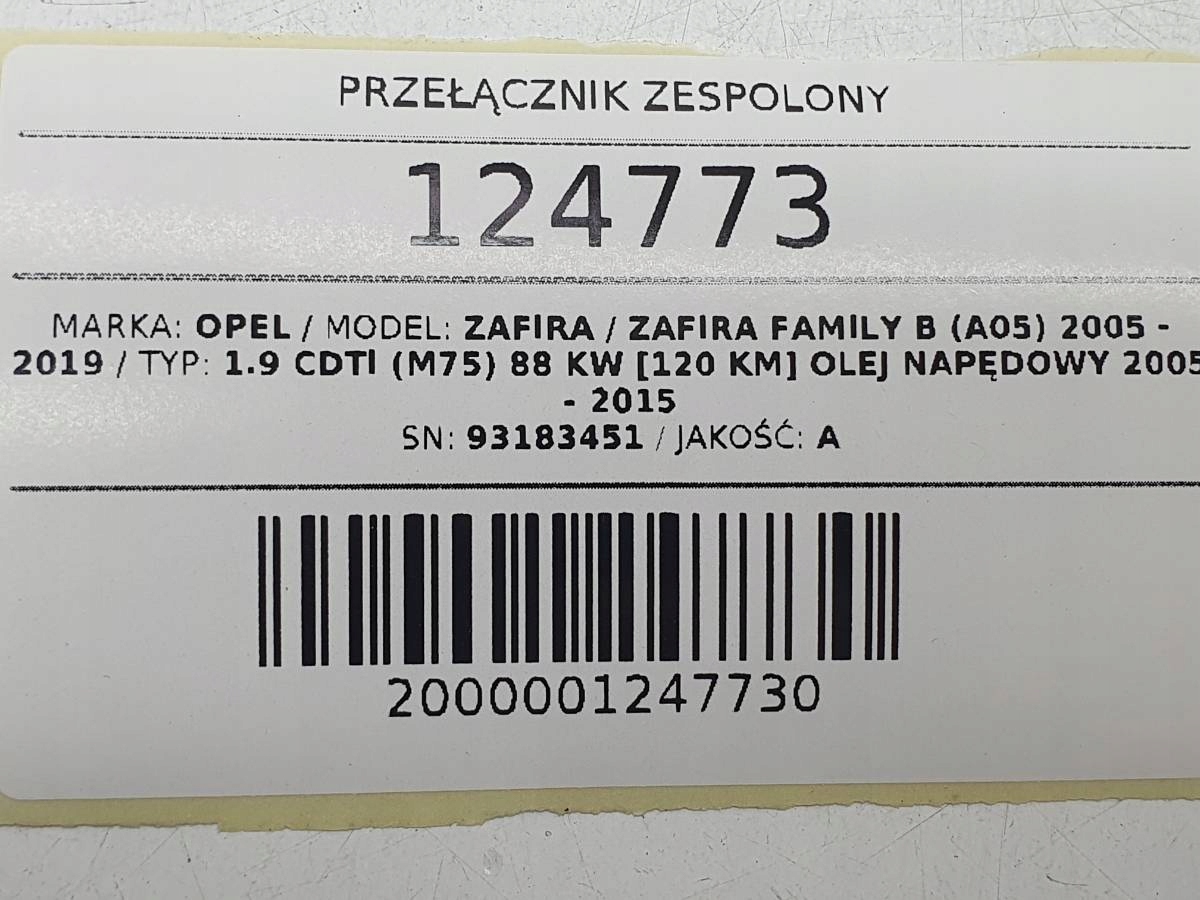 PRZEŁĄCZNIK ZESPOLONY
124773
MARKA: OPEL / MODEL: ZAFIRA / ZAFIRA FAMILY B (A05) 2005 -
2019 / TYP: 1.9 CDTI (M75) 88 KW [120 KM] OLEJ NAPĘDOWY 2005
- 2015
SN: 93183451 / JAKOŚĆ: A
2000001247730